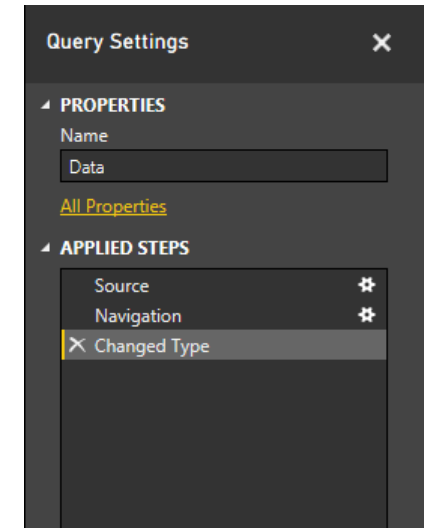 Query Settings
PROPERTIES
Name
Data
All Properties
APPLIED STEPS
Source
Navigation
Changed Type